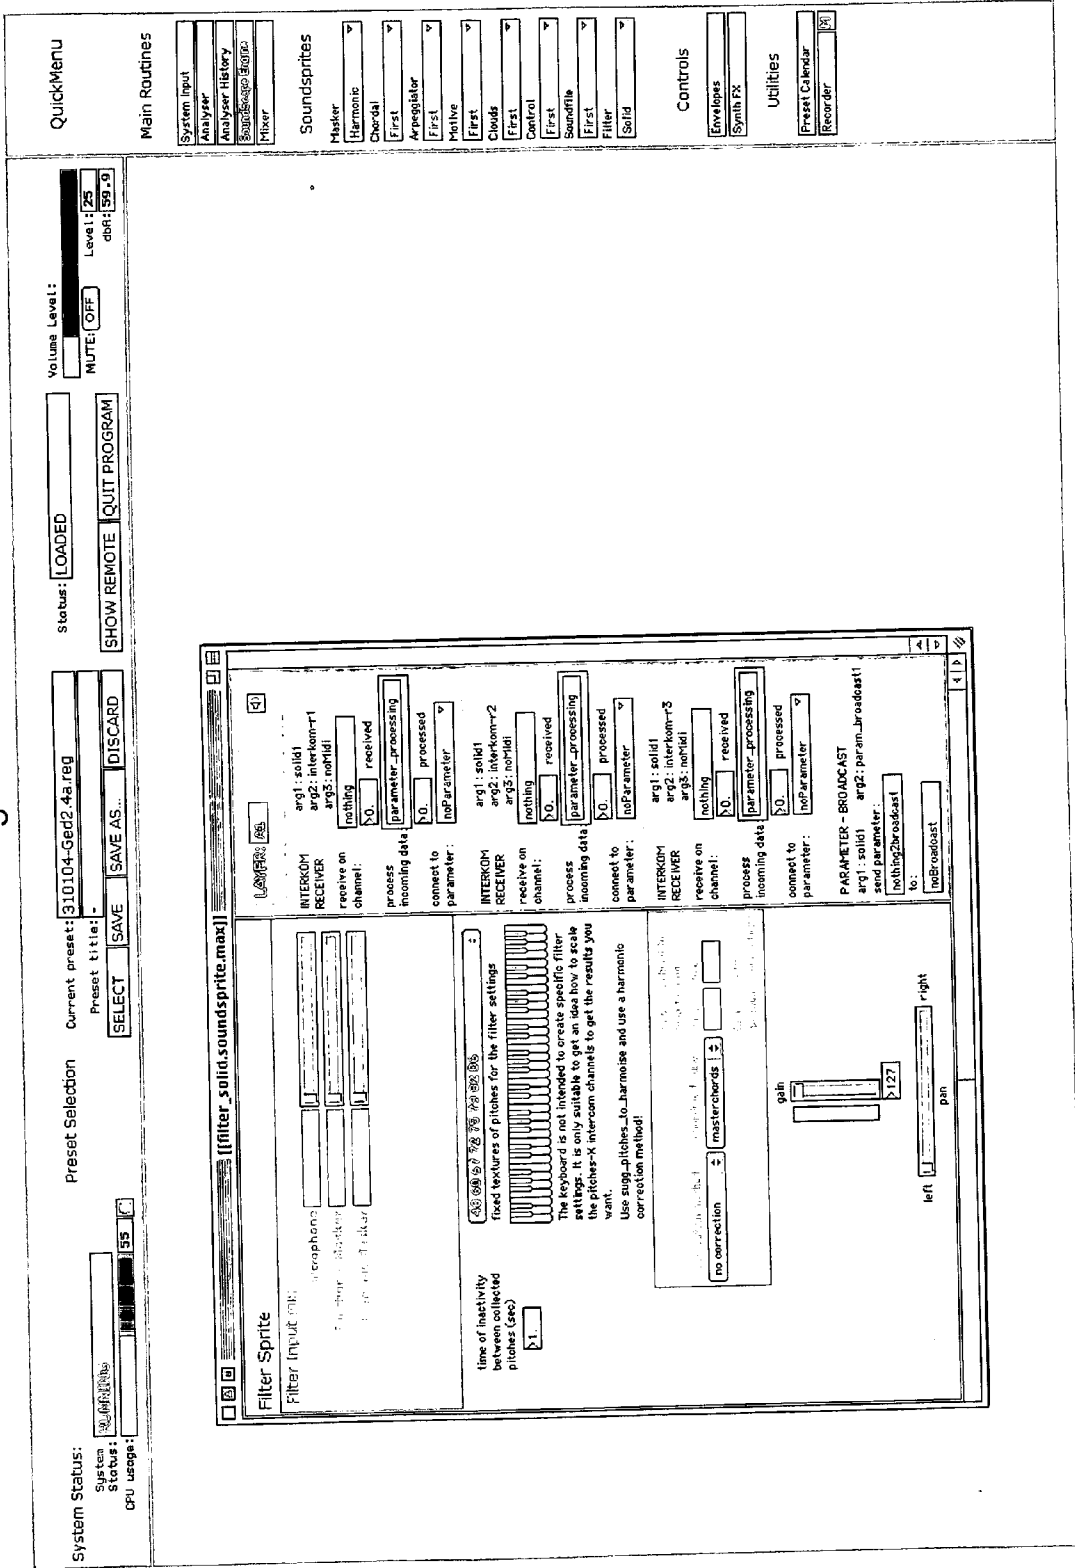 System Status:
System Status: RUNNING
CPU usage: 55
Preset Selection
Current preset: 310104-Ged2.4a.reg
Preset title: -
SELECT SAVE SAVE AS... DISCARD
Status: LOADED
SHOW REMOTE QUIT PROGRAM
Volume Level:
MUTE: OFF Level: 25
dbA: 59.9
QuickMenu
Main Routines
System Input
Analyser
Analyser History
Soundscape Engine
Mixer
Soundsprites
Masker
Harmonic
Chordal
First
Arpeggiator
First
Motive
First
Clouds
First
Control
First
Soundfile
First
Filter
Solid
Controls
Envelopes
Synth FX
Utilities
Preset Calendar
Recorder
[[filter_solid.soundsprite.max]]
Filter Sprite
LAYER:
Filter Input
microphone
time of inactivity
between collected
pitches (sec)
>1.
fixed textures of pitches for the filter settings
The keyboard is not intended to create specific filter
settings. It is only suitable to get an idea how to scale
the pitches-X intercom channels to get the results you
want.
Use sugg_pitches_to_harmoise and use a harmonic
correction method!
no correction
masterchords
gain
>127
left right
pan
INTERKOM RECEIVER
arg1: solid1
arg2: interkom-r1
arg3: noMidi
receive on channel: nothing
>0. received
process incoming data: parameter_processing
>0. processed
connect to parameter: noParameter
INTERKOM RECEIVER
arg1: solid1
arg2: interkom-r2
arg3: noMidi
receive on channel: nothing
>0. received
process incoming data: parameter_processing
>0. processed
connect to parameter: noParameter
INTERKOM RECEIVER
arg1: solid1
arg2: interkom-r3
arg3: noMidi
receive on channel: nothing
>0. received
process incoming data: parameter_processing
>0. processed
connect to parameter: noParameter
PARAMETER - BROADCAST
arg1: solid1 arg2: param_broadcast1
send parameter:
nothing2broadcast
to:
noBroadcast